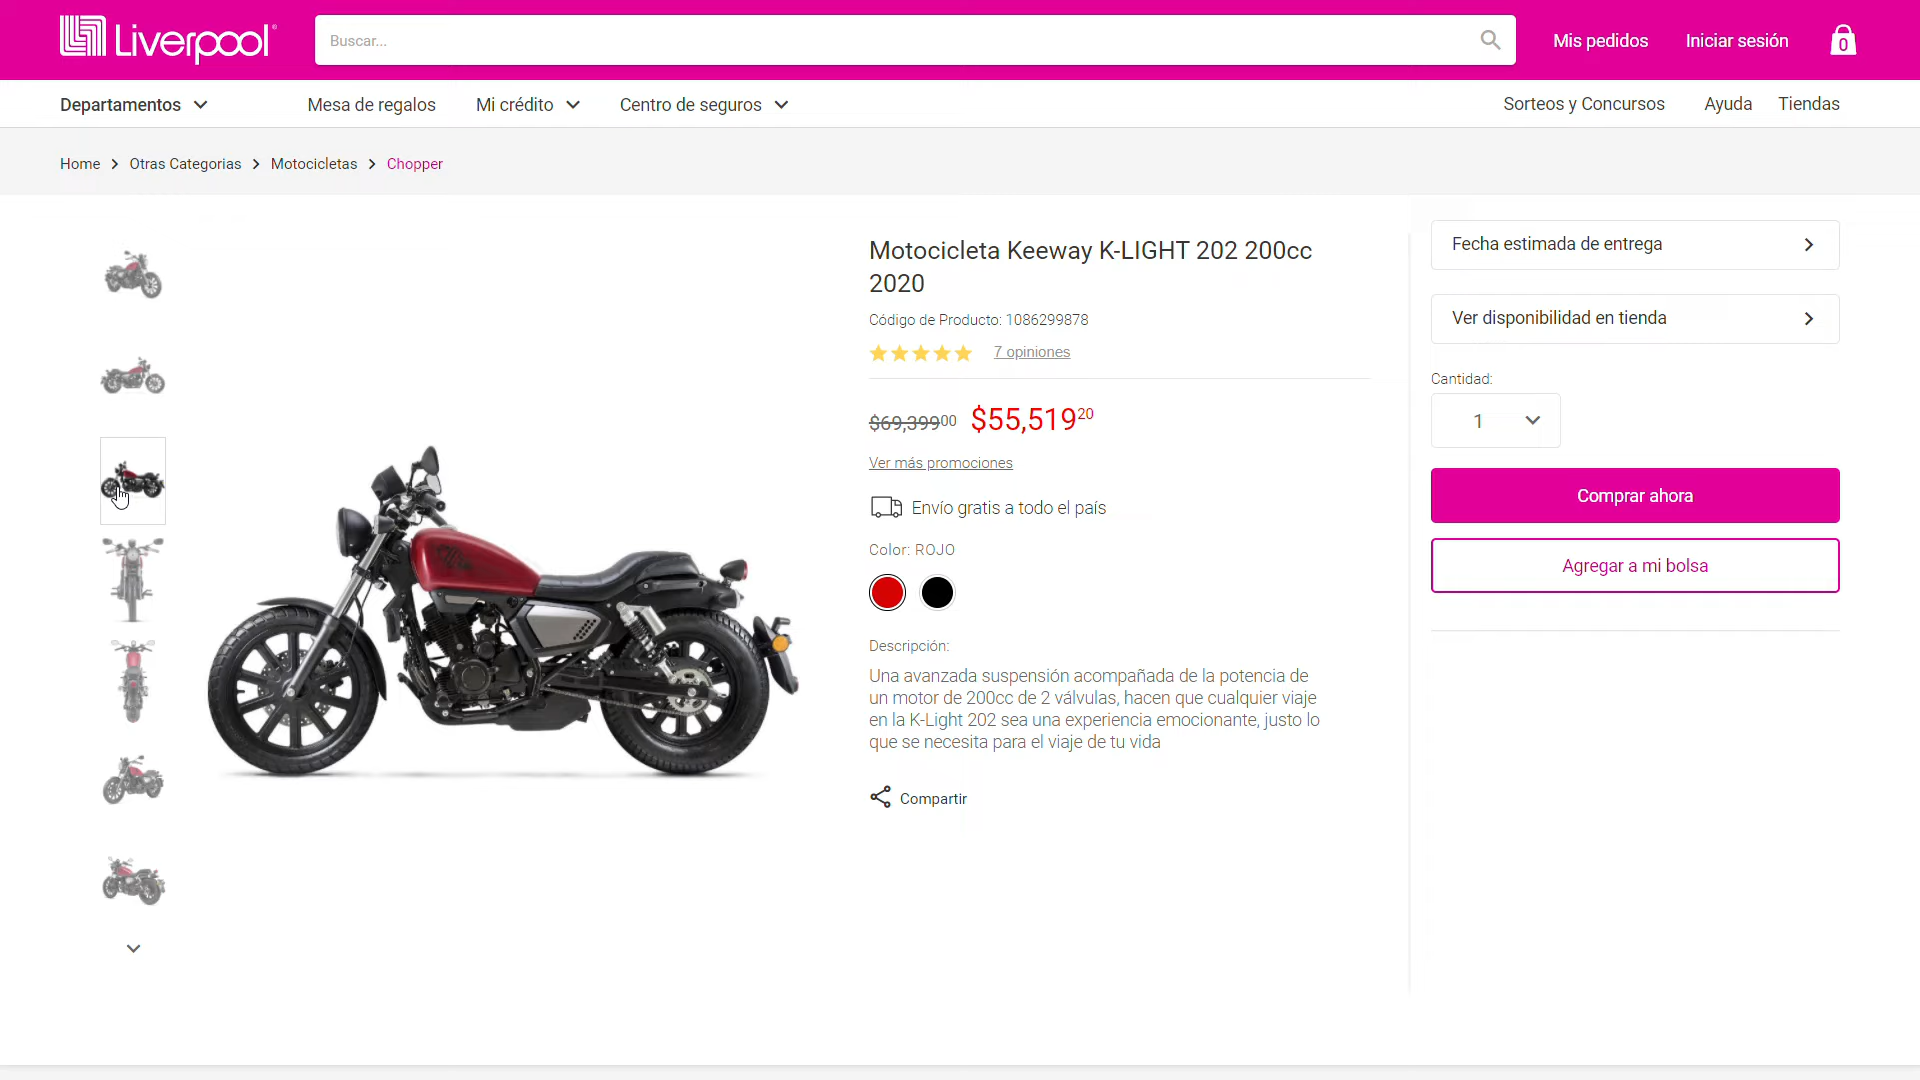 Liverpool
Buscar...
Mis pedidos
Iniciar sesión
0
Departamentos
Mesa de regalos
Mi crédito
Centro de seguros
Sorteos y Concursos
Ayuda
Tiendas
Home > Otras Categorias > Motocicletas > Chopper
Motocicleta Keeway K-LIGHT 202 200cc
2020
Código de Producto: 1086299878
7 opiniones
$69,39900 $55,51920
Ver más promociones
Envío gratis a todo el país
Color: ROJO
Descripción:
Una avanzada suspensión acompañada de la potencia de
un motor de 200cc de 2 válvulas, hacen que cualquier viaje
en la K-Light 202 sea una experiencia emocionante, justo lo
que se necesita para el viaje de tu vida
Compartir
Fecha estimada de entrega
Ver disponibilidad en tienda
Cantidad:
1
Comprar ahora
Agregar a mi bolsa